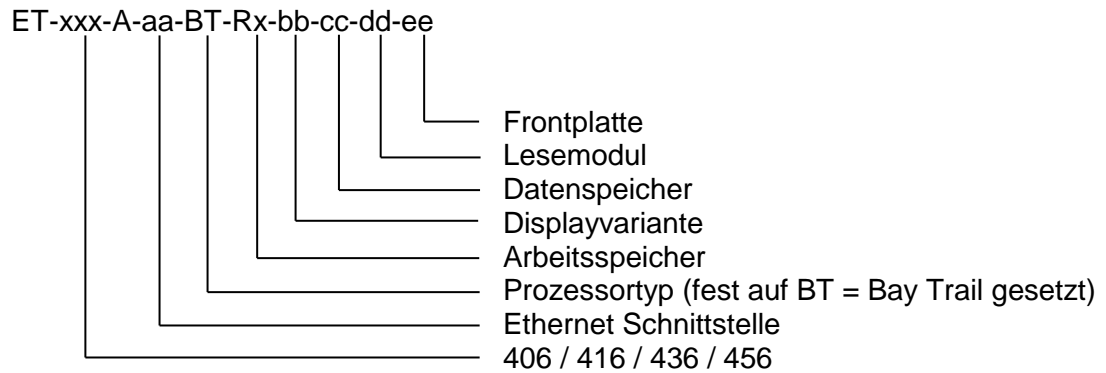 ET-xxx-A-aa-BT-Rx-bb-cc-dd-ee
Frontplatte
Lesemodul
Datenspeicher
Displayvariante
Arbeitsspeicher
Prozessortyp (fest auf BT = Bay Trail gesetzt)
Ethernet Schnittstelle
406 / 416 / 436 / 456